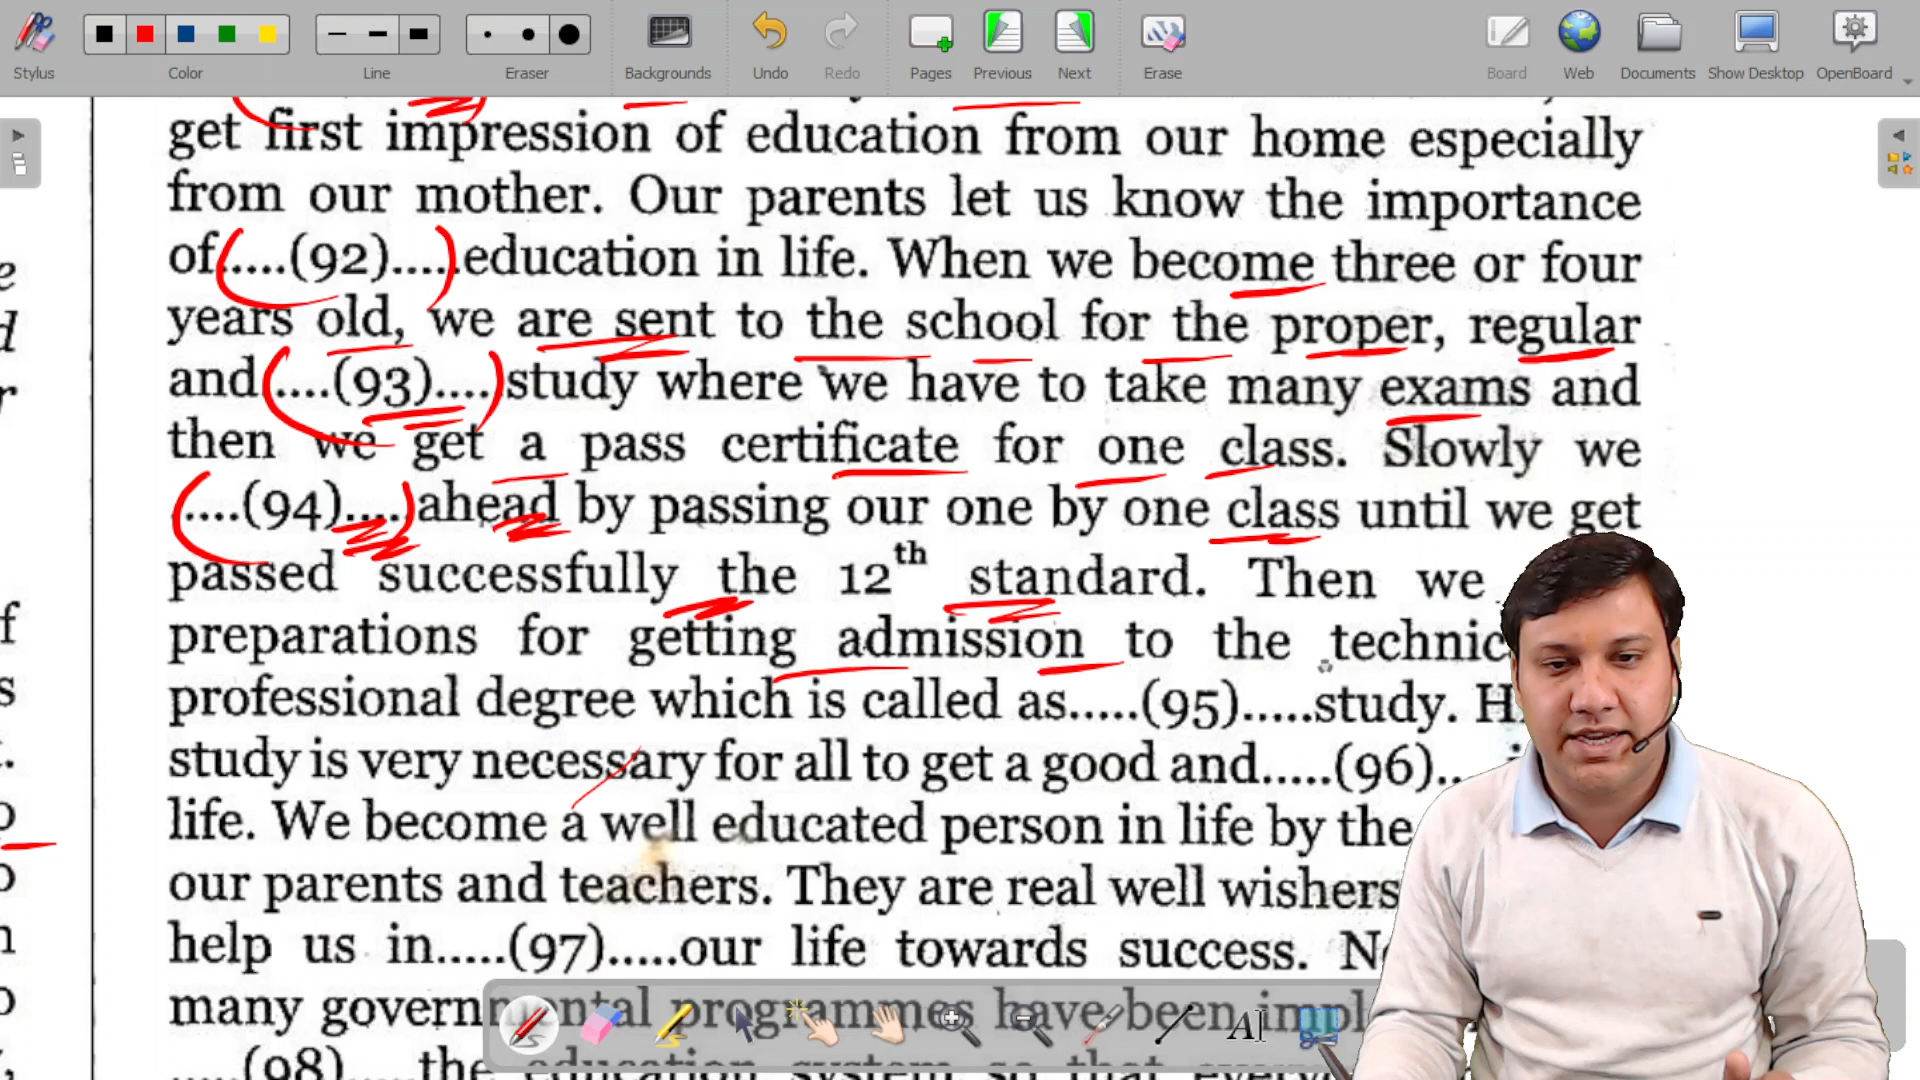 Stylus Color Line Eraser Backgrounds Undo Redo Pages Previous Next Erase Board Web Documents Show Desktop OpenBoard
get first impression of education from our home especially
from our mother. Our parents let us know the importance
of.....(92).....education in life. When we become three or four
years old, we are sent to the school for the proper, regular
and....(93)....study where we have to take many exams and
then we get a pass certificate for one class. Slowly we
....(94)....ahead by passing our one by one class until we get
passed successfully the 12th standard. Then we
preparations for getting admission to the
professional degree which is called as.....(95).....study.
study is very necessary for all to get a good and.....(96)..
life. We become a well educated person in life by the
our parents and teachers. They are real well wishers
help us in.....(97).....our life towards success.
many governmental programmes have been
....(98)....the education system so that
AI